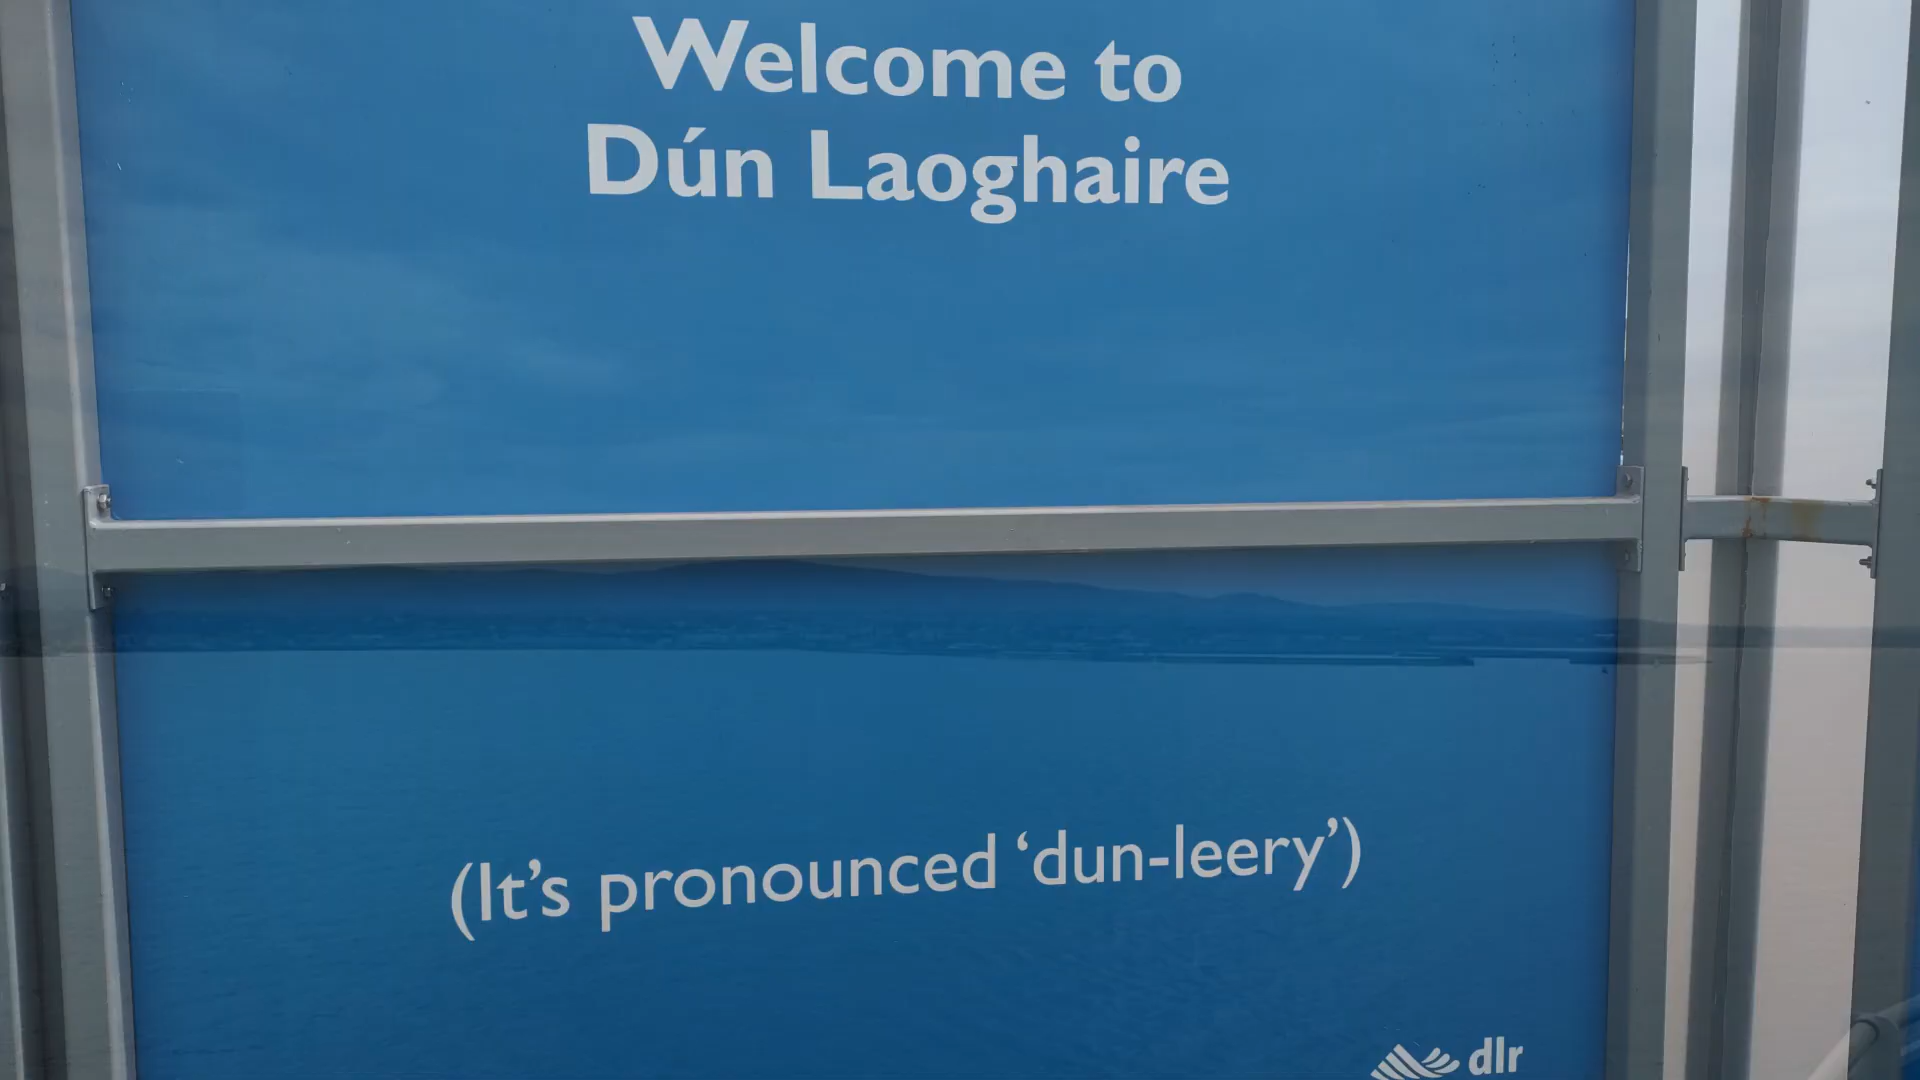 Welcome to
Dún Laoghaire
(It's pronounced ‘dun-leery’)
dlr